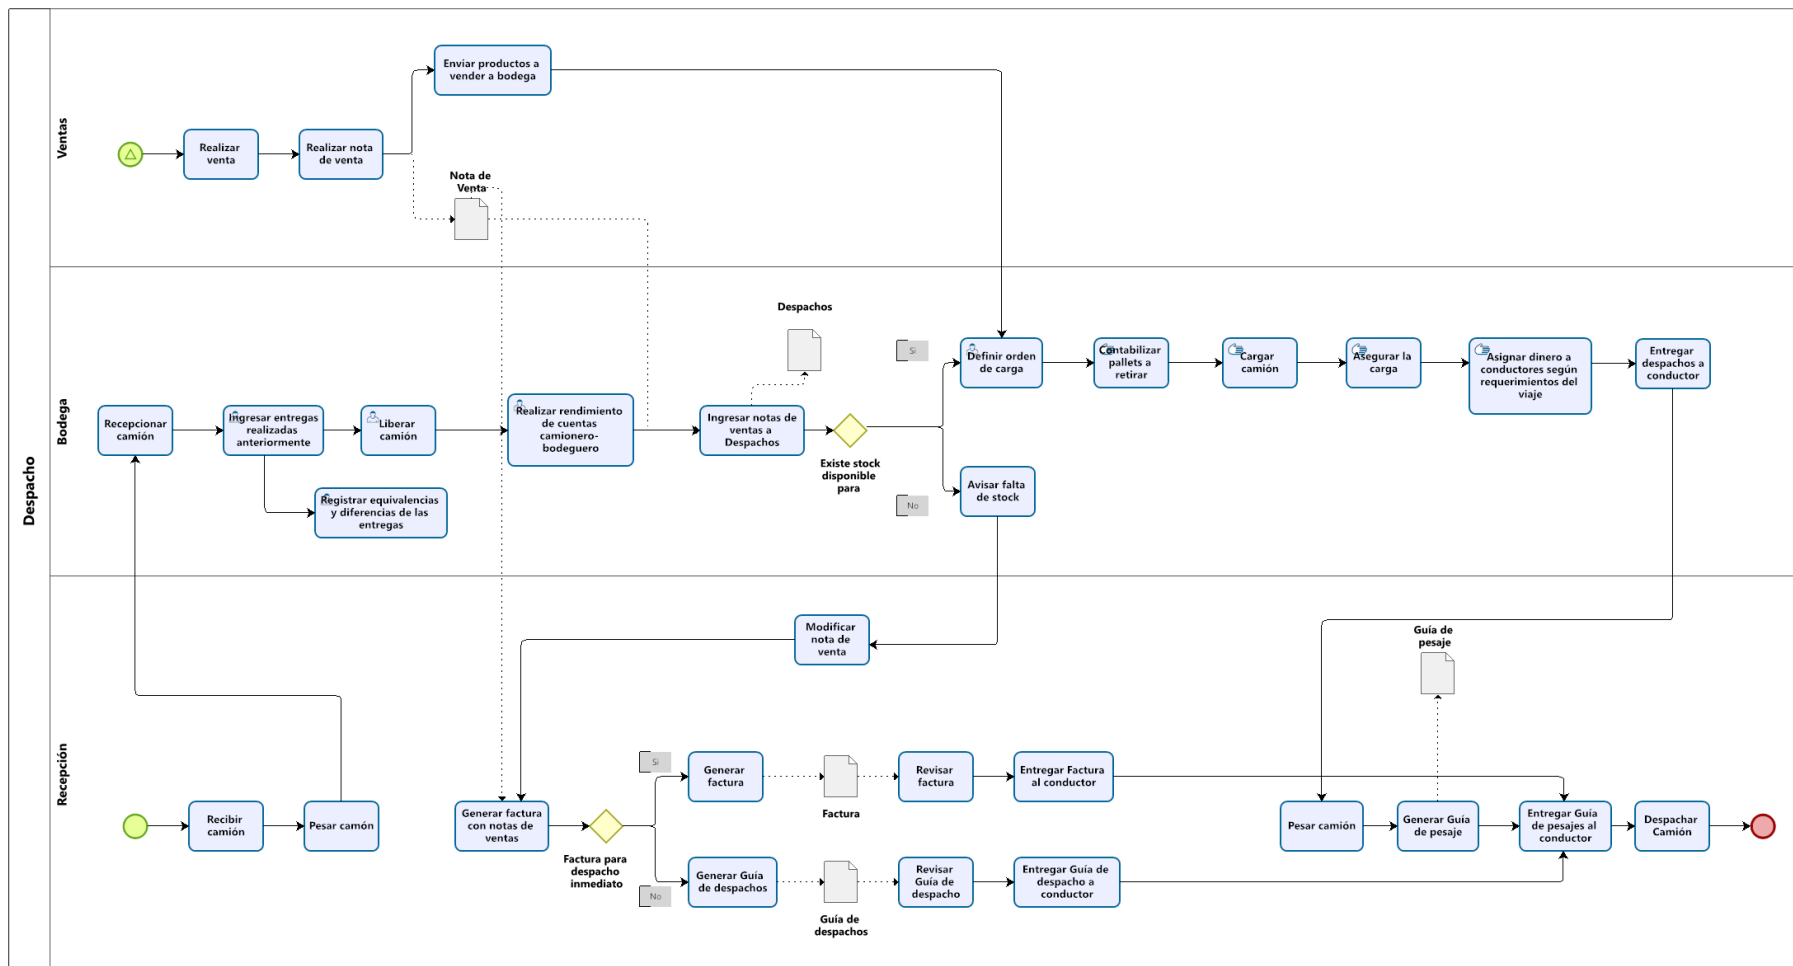 Despacho
Ventas
Realizar
venta
Realizar nota
de venta
Enviar productos a
vender a bodega
Nota de
Venta
Bodega
Recepcionar
camión
Ingresar entregas
realizadas
anteriormente
Registrar equivalencias
y diferencias de las
entregas
Liberar
camión
Realizar rendimiento
de cuentas
camionero-
bodeguero
Ingresar notas de
ventas a
Despachos
Despachos
Existe stock
disponible
para
Si
No
Definir orden
de carga
Avisar falta
de stock
Contabilizar
pallets a
retirar
Cargar
camión
Asegurar la
carga
Asignar dinero a
conductores según
requerimientos del
viaje
Entregar
despachos a
conductor
Recepción
Recibir
camión
Pesar camón
Modificar
nota de
venta
Generar factura
con notas de
ventas
Factura para
despacho
inmediato
Si
No
Generar
factura
Factura
Revisar
factura
Entregar Factura
al conductor
Generar Guía
de despachos
Guía de
despachos
Revisar
Guía de
despacho
Entregar Guía de
despacho a
conductor
Pesar camión
Generar Guía
de pesaje
Guía de
pesaje
Entregar Guía
de pesajes al
conductor
Despachar
Camión